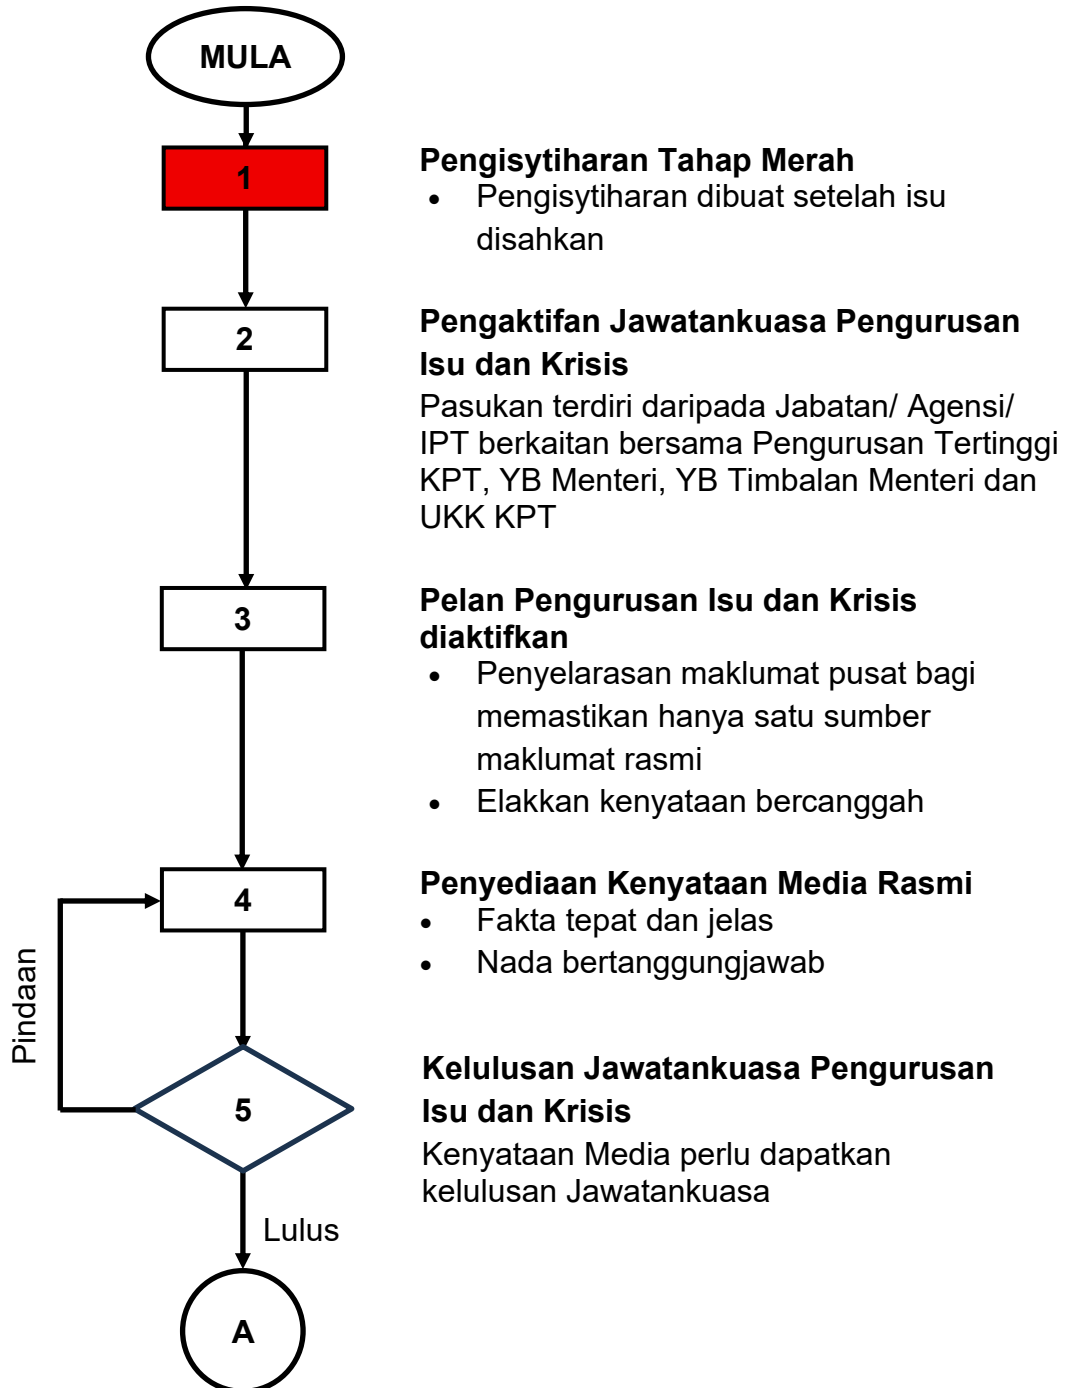 MULA
1
Pengisytiharan Tahap Merah
• Pengisytiharan dibuat setelah isu
disahkan
2
Pengaktifan Jawatankuasa Pengurusan
Isu dan Krisis
Pasukan terdiri daripada Jabatan/ Agensi/
IPT berkaitan bersama Pengurusan Tertinggi
KPT, YB Menteri, YB Timbalan Menteri dan
UKK KPT
3
Pelan Pengurusan Isu dan Krisis
diaktifkan
• Penyelarasan maklumat pusat bagi
memastikan hanya satu sumber
maklumat rasmi
• Elakkan kenyataan bercanggah
4
Penyediaan Kenyataan Media Rasmi
• Fakta tepat dan jelas
• Nada bertanggungjawab
Pindaan
5
Kelulusan Jawatankuasa Pengurusan
Isu dan Krisis
Kenyataan Media perlu dapatkan
kelulusan Jawatankuasa
Lulus
A